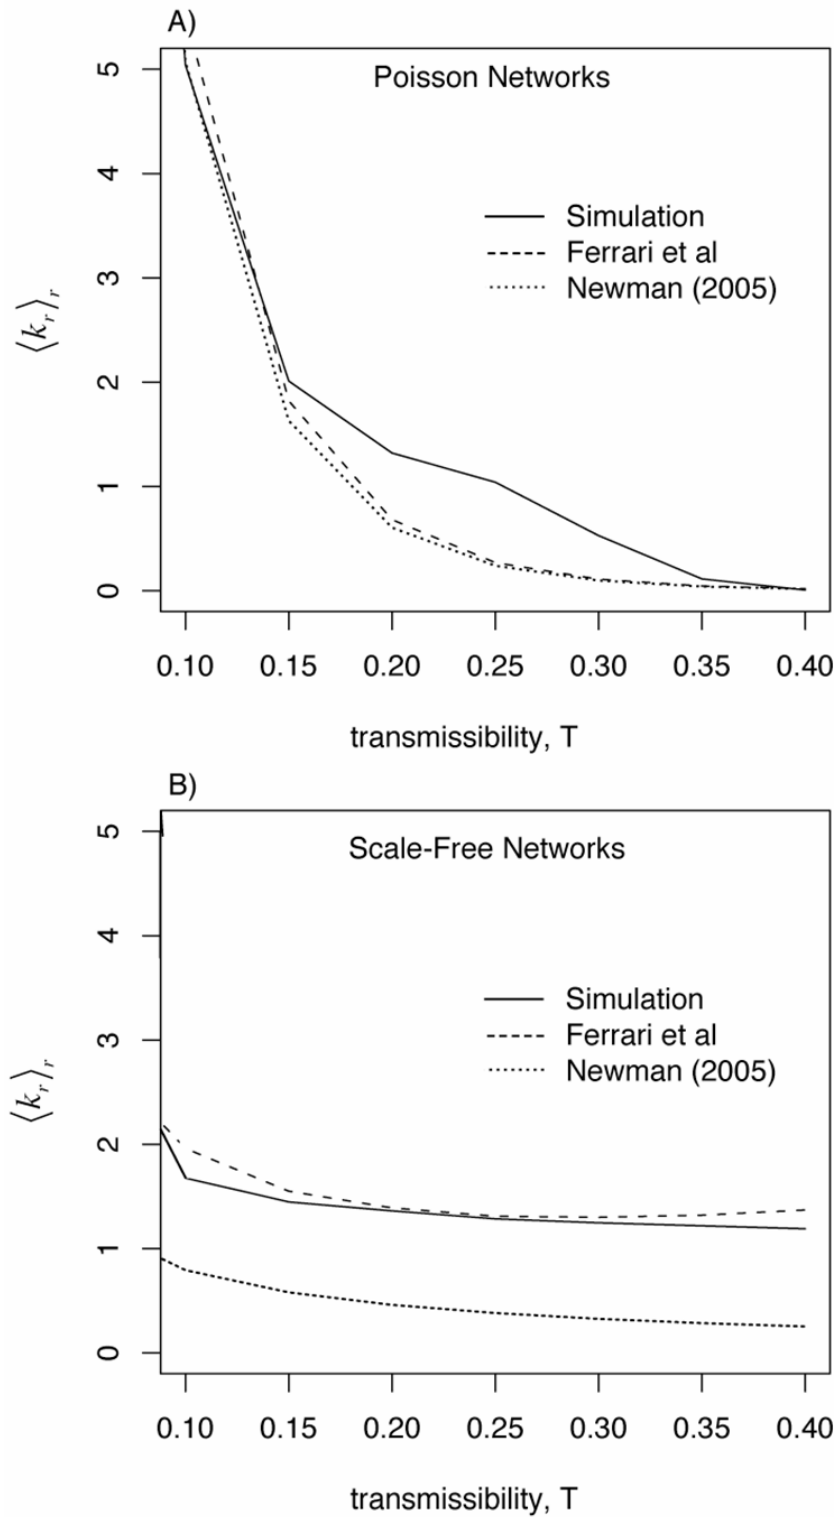 A)
Poisson Networks
5
4
3
2
1
0
⟨k_r⟩_r
Simulation
Ferrari et al
Newman (2005)
0.10 0.15 0.20 0.25 0.30 0.35 0.40
transmissibility, T
B)
Scale-Free Networks
5
4
3
2
1
0
⟨k_r⟩_r
Simulation
Ferrari et al
Newman (2005)
0.10 0.15 0.20 0.25 0.30 0.35 0.40
transmissibility, T